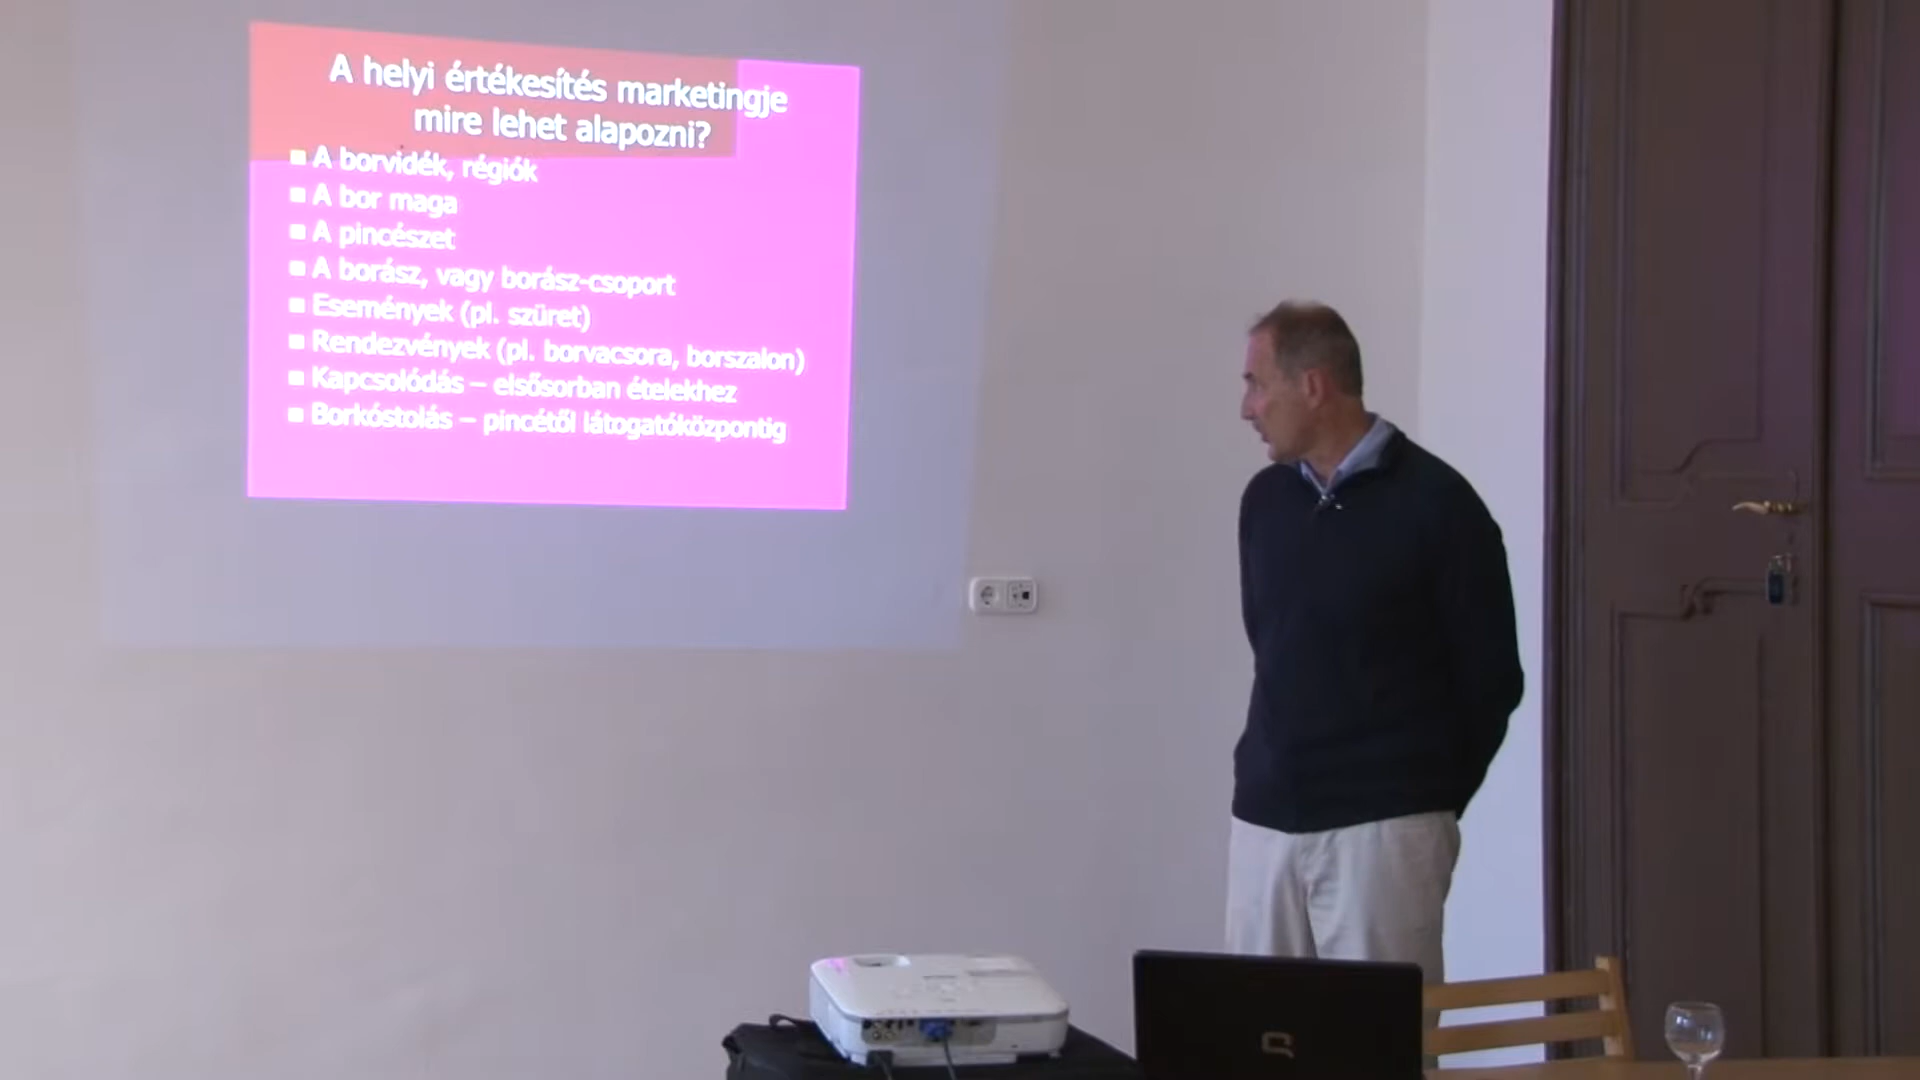 A helyi értékesítés marketingje
mire lehet alapozni?
A borvidék, régiók
A bor maga
A pincészet
A borász, vagy borász-csoport
Események (pl. szüret)
Rendezvények (pl. borvacsora, borszalon)
Kapcsolódás – elsősorban ételekhez
Borkóstolás – pincétől látogatóközpontig